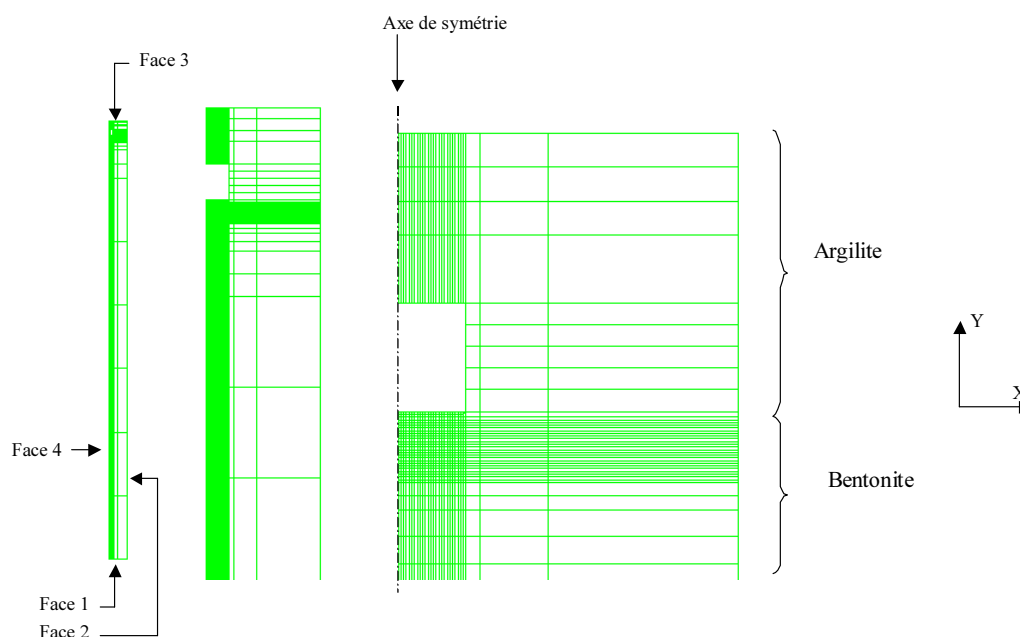 Axe de symétrie
Face 3
Argilite
Y
X
Face 4
Bentonite
Face 1
Face 2